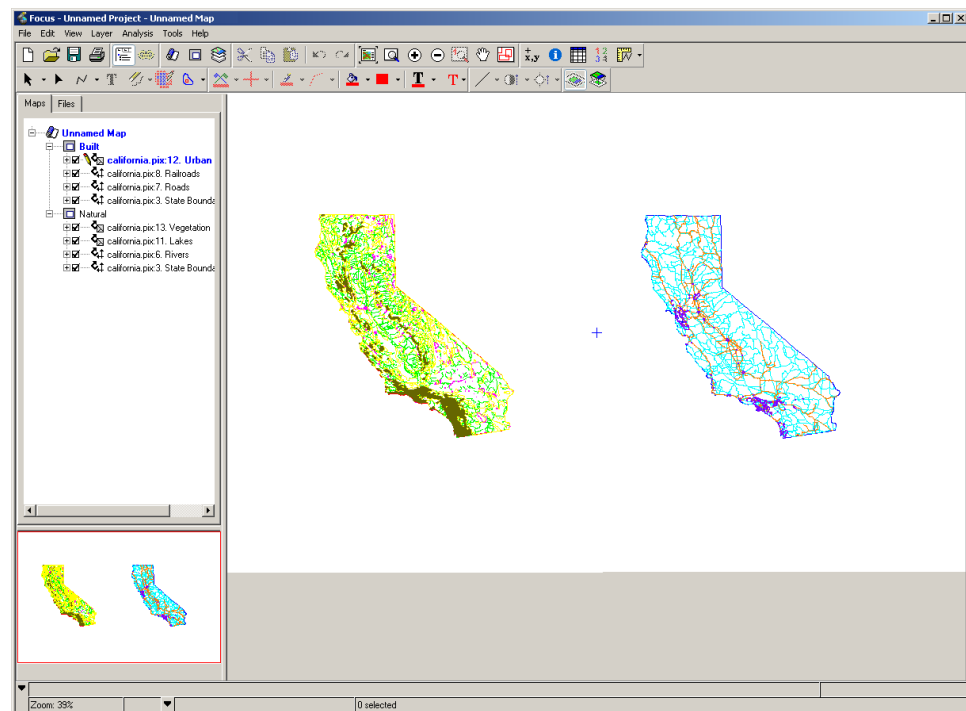 Focus - Unnamed Project - Unnamed Map
File Edit View Layer Analysis Tools Help
Maps Files
Unnamed Map
Built
california.pix:12. Urban
california.pix:8. Railroads
california.pix:7. Roads
california.pix:3. State Bounda
Natural
california.pix:13. Vegetation
california.pix:11. Lakes
california.pix:6. Rivers
california.pix:3. State Bounda
Zoom: 39% 0 selected